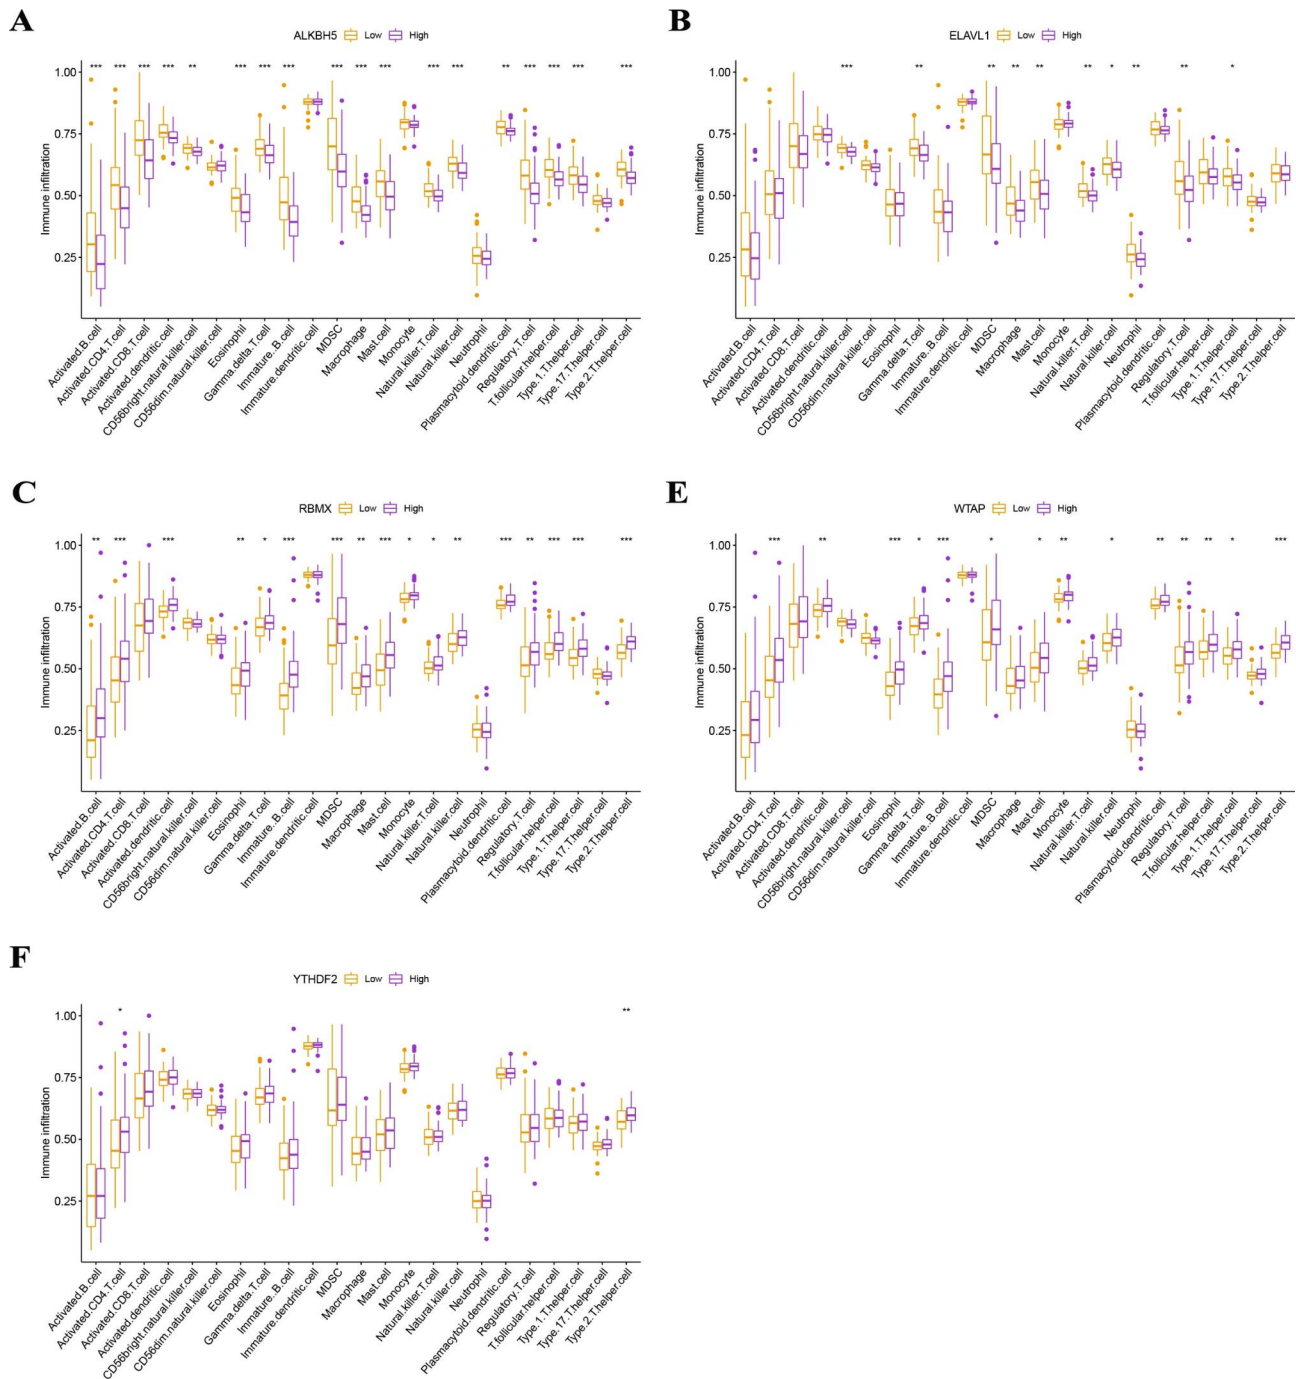 A
ALKBH5 Low High
*** *** *** *** ** *** *** *** *** *** *** *** *** ** *** *** *** ***
Immune infiltration
1.00
0.75
0.50
0.25
Activated.B.cell
Activated.CD4.T.cell
Activated.CD8.T.cell
Activated.dendritic.cell
CD56bright.natural.killer.cell
CD56dim.natural.killer.cell
Eosinophil
Gamma.delta.T.cell
Immature..B.cell
Immature.dendritic.cell
MDSC
Macrophage
Mast.cell
Monocyte
Natural.killer.T.cell
Natural.killer.cell
Neutrophil
Plasmacytoid.dendritic.cell
Regulatory.T.cell
T.follicular.helper.cell
Type.1.T.helper.cell
Type.17.T.helper.cell
Type.2.T.helper.cell
B
ELAVL1 Low High
*** ** ** ** ** ** * ** ** *
Immune infiltration
1.00
0.75
0.50
0.25
Activated.B.cell
Activated.CD4.T.cell
Activated.CD8.T.cell
Activated.dendritic.cell
CD56bright.natural.killer.cell
CD56dim.natural.killer.cell
Eosinophil
Gamma.delta.T.cell
Immature..B.cell
Immature.dendritic.cell
MDSC
Macrophage
Mast.cell
Monocyte
Natural.killer.T.cell
Natural.killer.cell
Neutrophil
Plasmacytoid.dendritic.cell
Regulatory.T.cell
T.follicular.helper.cell
Type.1.T.helper.cell
Type.17.T.helper.cell
Type.2.T.helper.cell
C
RBMX Low High
** *** *** ** * *** *** ** *** * * ** *** ** *** *** ***
Immune infiltration
1.00
0.75
0.50
0.25
Activated.B.cell
Activated.CD4.T.cell
Activated.CD8.T.cell
Activated.dendritic.cell
CD56bright.natural.killer.cell
CD56dim.natural.killer.cell
Eosinophil
Gamma.delta.T.cell
Immature..B.cell
Immature.dendritic.cell
MDSC
Macrophage
Mast.cell
Monocyte
Natural.killer.T.cell
Natural.killer.cell
Neutrophil
Plasmacytoid.dendritic.cell
Regulatory.T.cell
T.follicular.helper.cell
Type.1.T.helper.cell
Type.17.T.helper.cell
Type.2.T.helper.cell
E
WTAP Low High
*** ** *** * *** * * ** * ** ** ** * ***
Immune infiltration
1.00
0.75
0.50
0.25
Activated.B.cell
Activated.CD4.T.cell
Activated.CD8.T.cell
Activated.dendritic.cell
CD56bright.natural.killer.cell
CD56dim.natural.killer.cell
Eosinophil
Gamma.delta.T.cell
Immature..B.cell
Immature.dendritic.cell
MDSC
Macrophage
Mast.cell
Monocyte
Natural.killer.T.cell
Natural.killer.cell
Neutrophil
Plasmacytoid.dendritic.cell
Regulatory.T.cell
T.follicular.helper.cell
Type.1.T.helper.cell
Type.17.T.helper.cell
Type.2.T.helper.cell
F
YTHDF2 Low High
* **
Immune infiltration
1.00
0.75
0.50
0.25
Activated.B.cell
Activated.CD4.T.cell
Activated.CD8.T.cell
Activated.dendritic.cell
CD56bright.natural.killer.cell
CD56dim.natural.killer.cell
Eosinophil
Gamma.delta.T.cell
Immature..B.cell
Immature.dendritic.cell
MDSC
Macrophage
Mast.cell
Monocyte
Natural.killer.T.cell
Natural.killer.cell
Neutrophil
Plasmacytoid.dendritic.cell
Regulatory.T.cell
T.follicular.helper.cell
Type.1.T.helper.cell
Type.17.T.helper.cell
Type.2.T.helper.cell